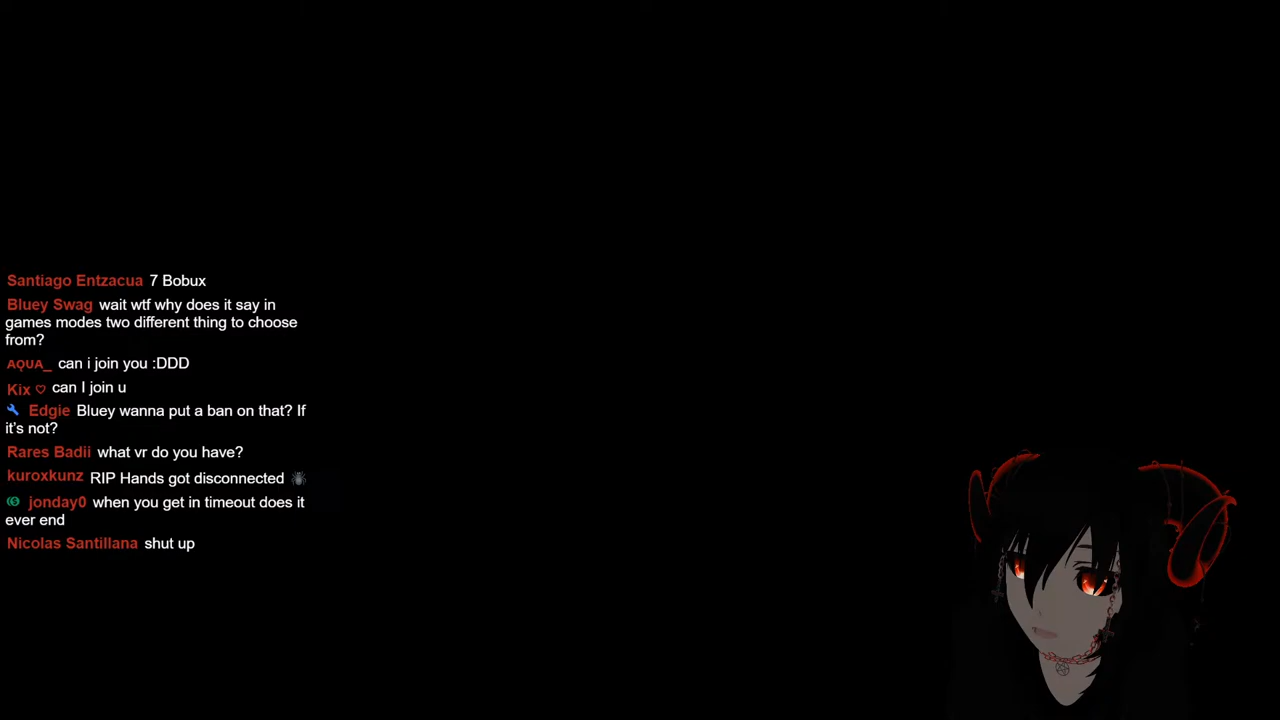 Santiago Entzacua 7 Bobux
Bluey Swag wait wtf why does it say in
games modes two different thing to choose
from?
AQUA_ can i join you :DDD
Kix ♡ can I join u
Edgie Bluey wanna put a ban on that? If
it's not?
Rares Badii what vr do you have?
kuroxkunz RIP Hands got disconnected 🕷
jonday0 when you get in timeout does it
ever end
Nicolas Santillana shut up